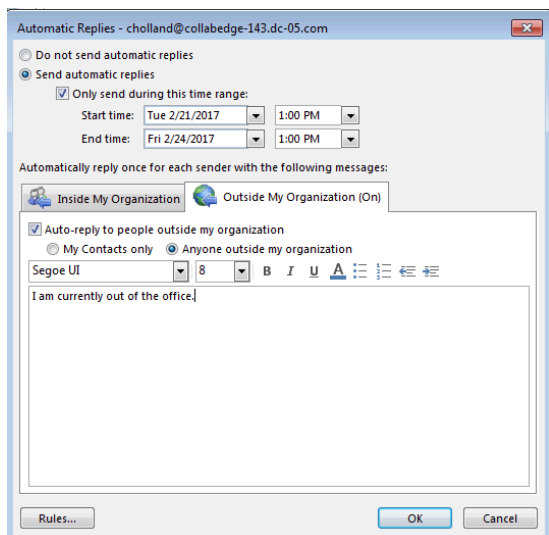 Automatic Replies - cholland@collabedge-143.dc-05.com
Do not send automatic replies
Send automatic replies
Only send during this time range:
Start time: Tue 2/21/2017 1:00 PM
End time: Fri 2/24/2017 1:00 PM
Automatically reply once for each sender with the following messages:
Inside My Organization Outside My Organization (On)
Auto-reply to people outside my organization
My Contacts only Anyone outside my organization
Segoe UI 8 B I U A
I am currently out of the office.
Rules... OK Cancel